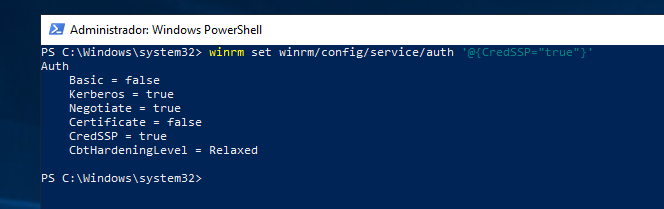 Administrador: Windows PowerShell
PS C:\Windows\system32> winrm set winrm/config/service/auth '@{CredSSP="true"}'
Auth
    Basic = false
    Kerberos = true
    Negotiate = true
    Certificate = false
    CredSSP = true
    CbtHardeningLevel = Relaxed
PS C:\Windows\system32>